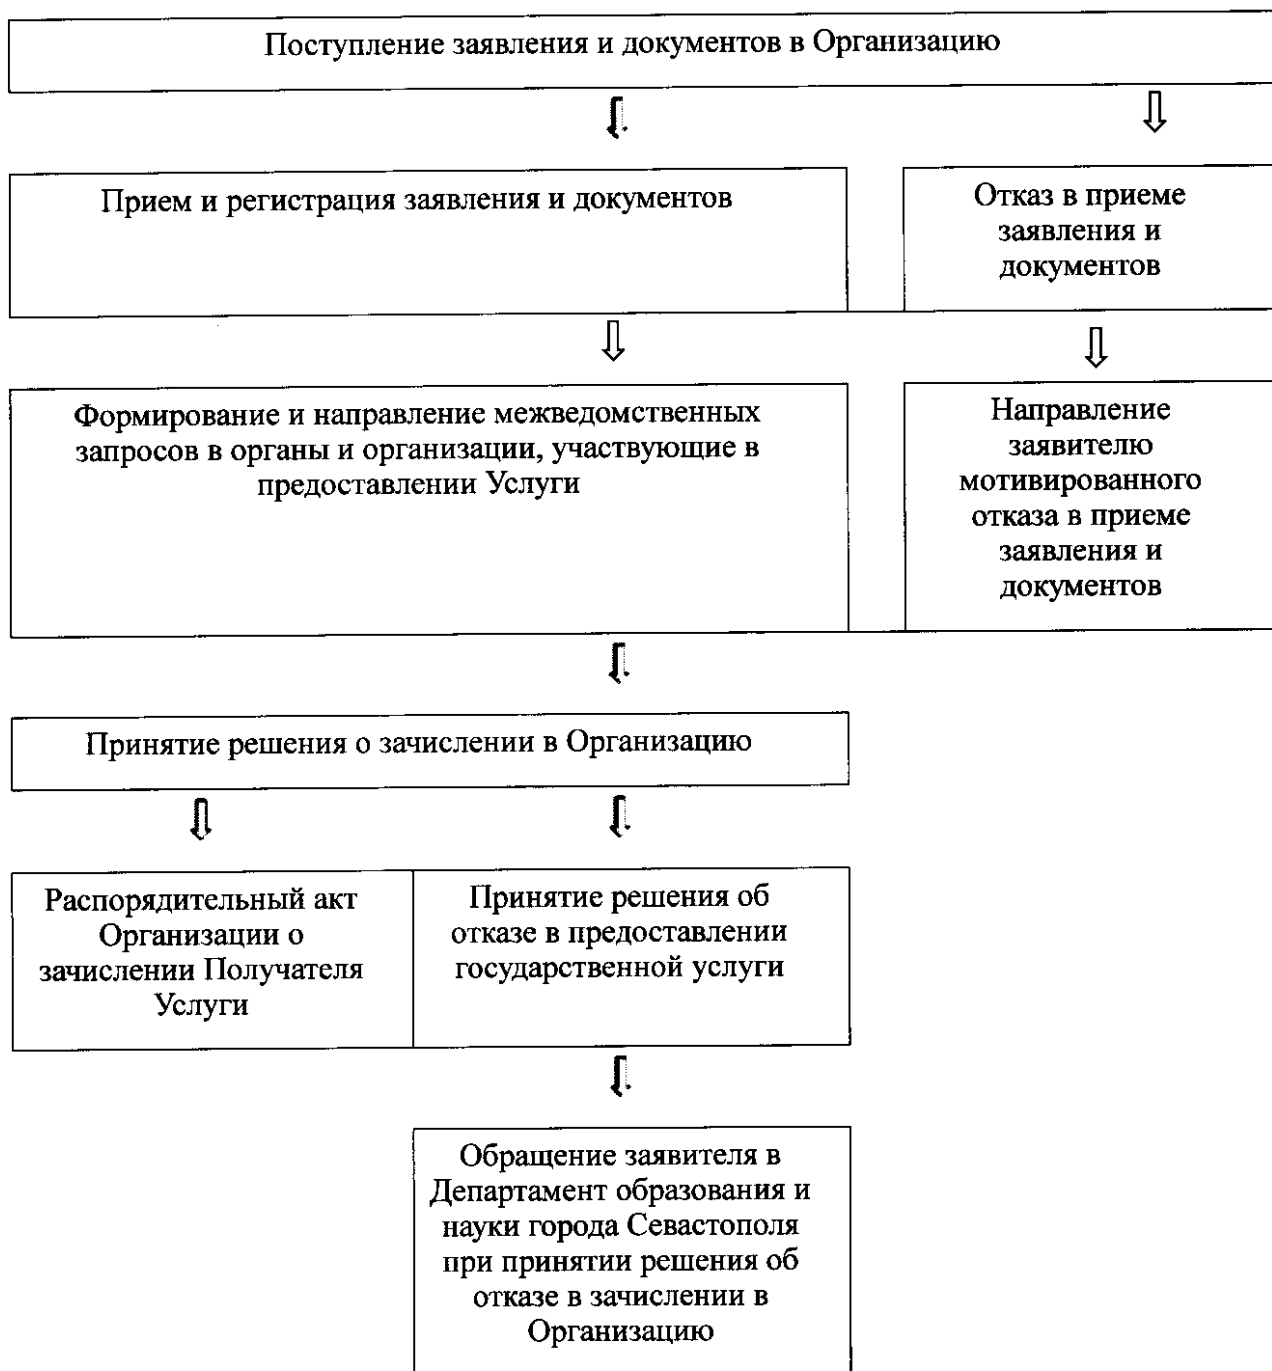 Поступление заявления и документов в Организацию
Прием и регистрация заявления и документов
Отказ в приеме
заявления и
документов
Формирование и направление межведомственных
запросов в органы и организации, участвующие в
предоставлении Услуги
Направление
заявителю
мотивированного
отказа в приеме
заявления и
документов
Принятие решения о зачислении в Организацию
Распорядительный акт
Организации о
зачислении Получателя
Услуги
Принятие решения об
отказе в предоставлении
государственной услуги
Обращение заявителя в
Департамент образования и
науки города Севастополя
при принятии решения об
отказе в зачислении в
Организацию